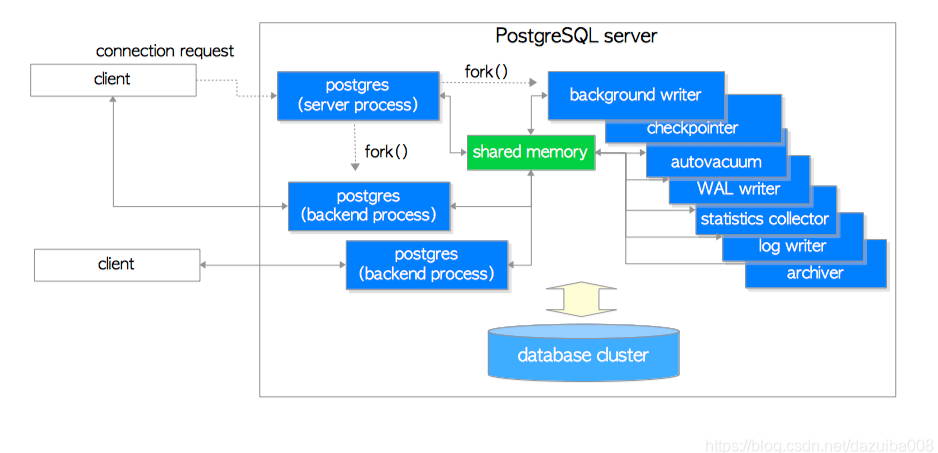 PostgreSQL server
connection request
client
postgres
(server process)
fork()
background writer
checkpointer
fork()
shared memory
autovacuum
WAL writer
postgres
(backend process)
statistics collector
log writer
client
postgres
(backend process)
archiver
database cluster
https://blog.csdn.net/dazuiba008